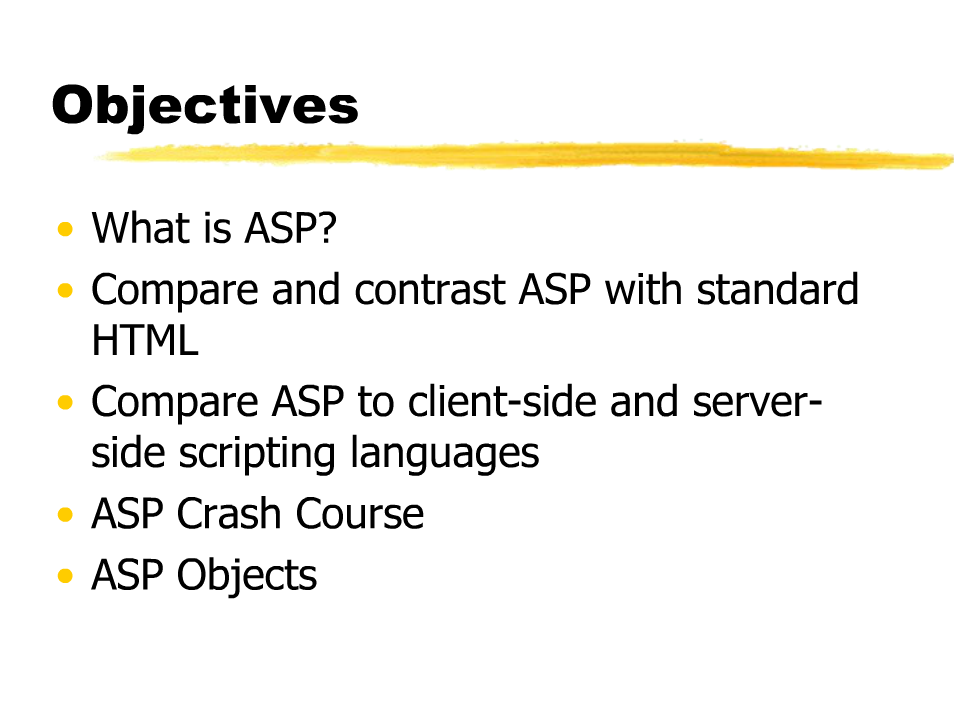 Objectives
• What is ASP?
• Compare and contrast ASP with standard
HTML
• Compare ASP to client-side and server-
side scripting languages
• ASP Crash Course
• ASP Objects